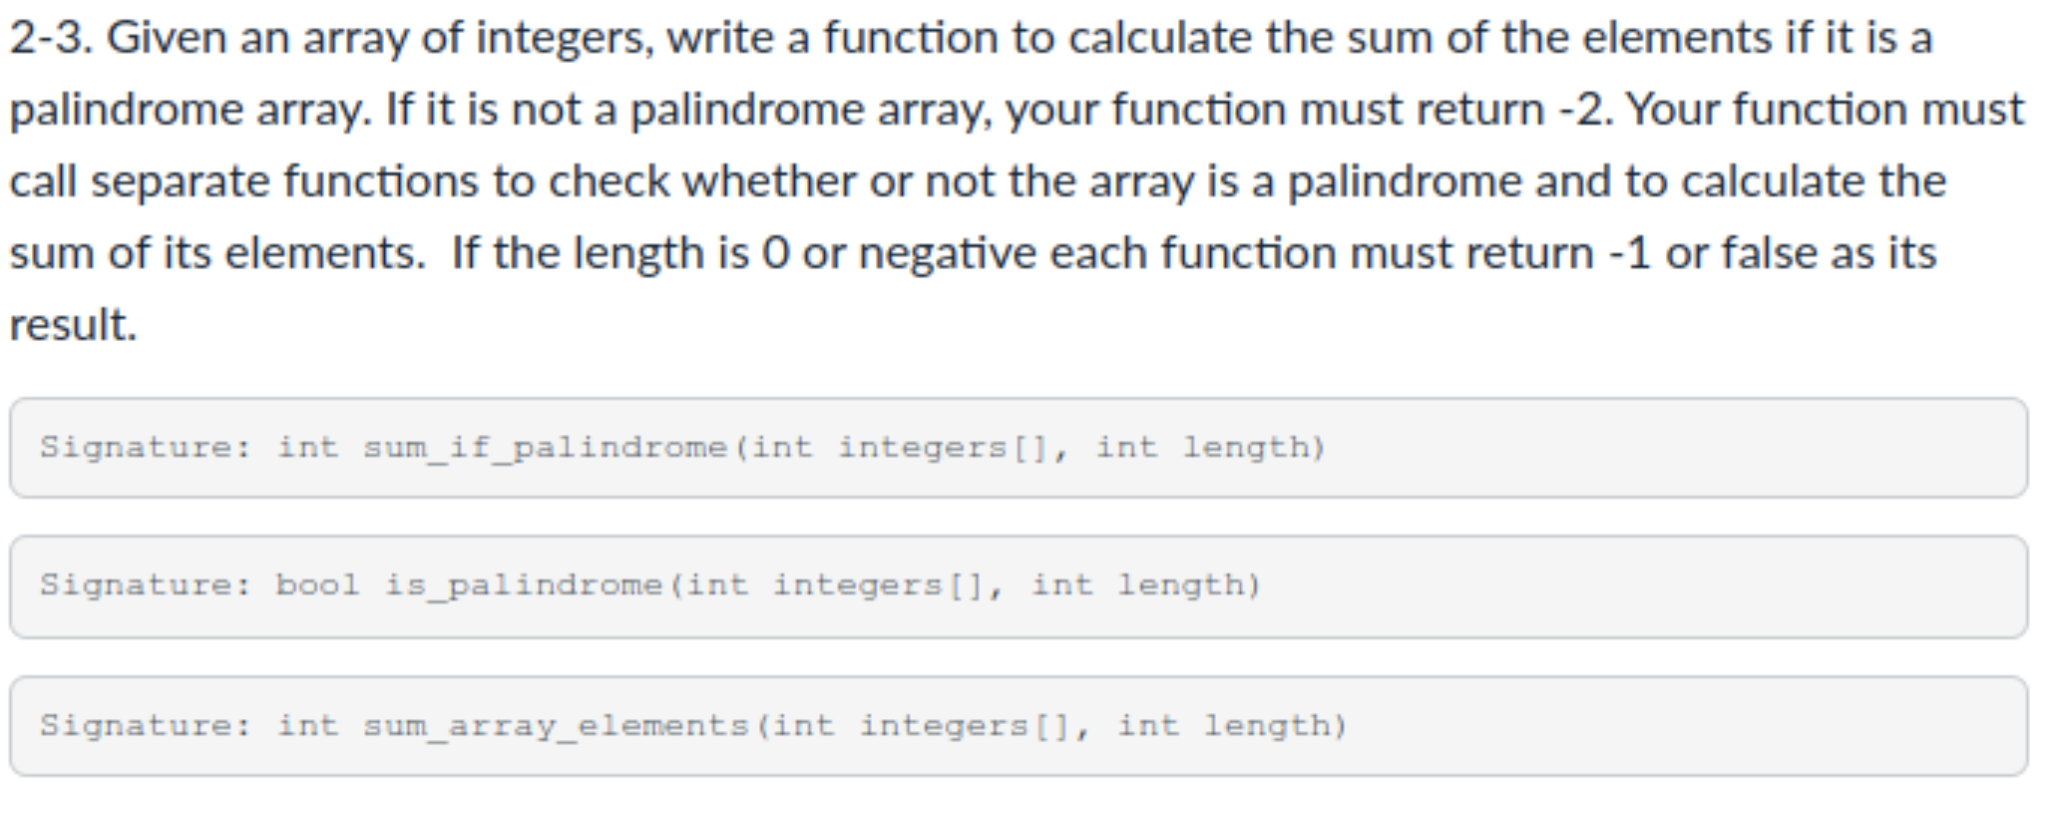 2-3. Given an array of integers, write a function to calculate the sum of the elements if it is a
palindrome array. If it is not a palindrome array, your function must return -2. Your function must
call separate functions to check whether or not the array is a palindrome and to calculate the
sum of its elements.  If the length is 0 or negative each function must return -1 or false as its
result.
Signature: int sum_if_palindrome(int integers[], int length)
Signature: bool is_palindrome(int integers[], int length)
Signature: int sum_array_elements(int integers[], int length)